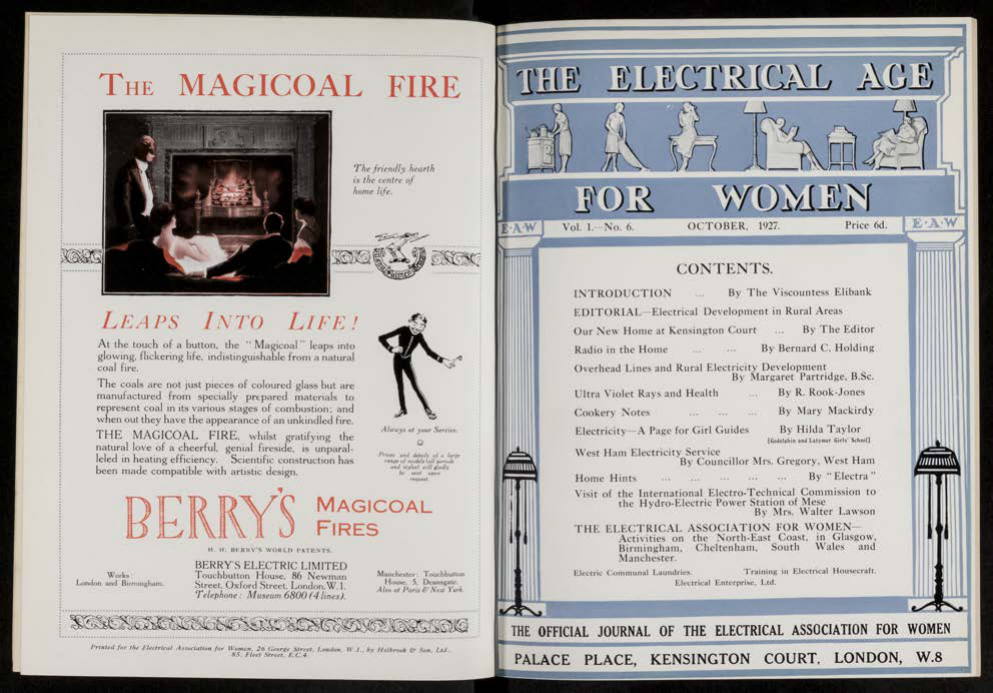 THE MAGICOAL FIRE
The friendly hearth
is the centre of
home life.
LEAPS INTO LIFE!
At the touch of a button, the "Magicoal" leaps into
glowing, flickering life, indistinguishable from a natural
coal fire.
The coals are not just pieces of coloured glass but are
manufactured from specially prepared materials to
represent coal in its various stages of combustion; and
when out they have the appearance of an unkindled fire.
THE MAGICOAL FIRE, whilst gratifying the
natural love of a cheerful, genial fireside, is unparal-
leled in heating efficiency. Scientific construction has
been made compatible with artistic design.
Always at your Service.
Prices and details of a large
range of models (all periods
and styles) will gladly
be sent upon
request.
BERRY'S MAGICOAL
FIRES
H. H. BERRY'S WORLD PATENTS.
Works:
London and Birmingham.
BERRY'S ELECTRIC LIMITED
Touchbutton House, 86 Newman
Street, Oxford Street, London, W.1.
Telephone: Museum 6800 (4 lines).
Manchester: Touchbutton
House, 5, Deansgate.
Also at Paris & New York.
Printed for the Electrical Association for Women, 26 George Street, London, W.1., by Holbrook & Son, Ltd.,
85, Fleet Street, E.C.4.
THE ELECTRICAL AGE
FOR WOMEN
E·A·W
Vol. 1.—No. 6. OCTOBER, 1927. Price 6d.
E·A·W
CONTENTS.
INTRODUCTION ... By The Viscountess Elibank
EDITORIAL—Electrical Development in Rural Areas
Our New Home at Kensington Court ... By The Editor
Radio in the Home ... ... By Bernard C. Holding
Overhead Lines and Rural Electricity Development
By Margaret Partridge, B.Sc.
Ultra Violet Rays and Health ... By R. Rook-Jones
Cookery Notes ... ... ... By Mary Mackirdy
Electricity—A Page for Girl Guides By Hilda Taylor
[Godolphin and Latymer Girls' School]
West Ham Electricity Service
By Councillor Mrs. Gregory, West Ham
Home Hints ... ... ... ... By "Electra"
Visit of the International Electro-Technical Commission to
the Hydro-Electric Power Station of Mese
By Mrs. Walter Lawson
THE ELECTRICAL ASSOCIATION FOR WOMEN—
Activities on the North-East Coast, in Glasgow,
Birmingham, Cheltenham, South Wales and
Manchester.
Electric Communal Laundries. Training in Electrical Housecraft.
Electrical Enterprise, Ltd.
THE OFFICIAL JOURNAL OF THE ELECTRICAL ASSOCIATION FOR WOMEN
PALACE PLACE, KENSINGTON COURT, LONDON, W.8